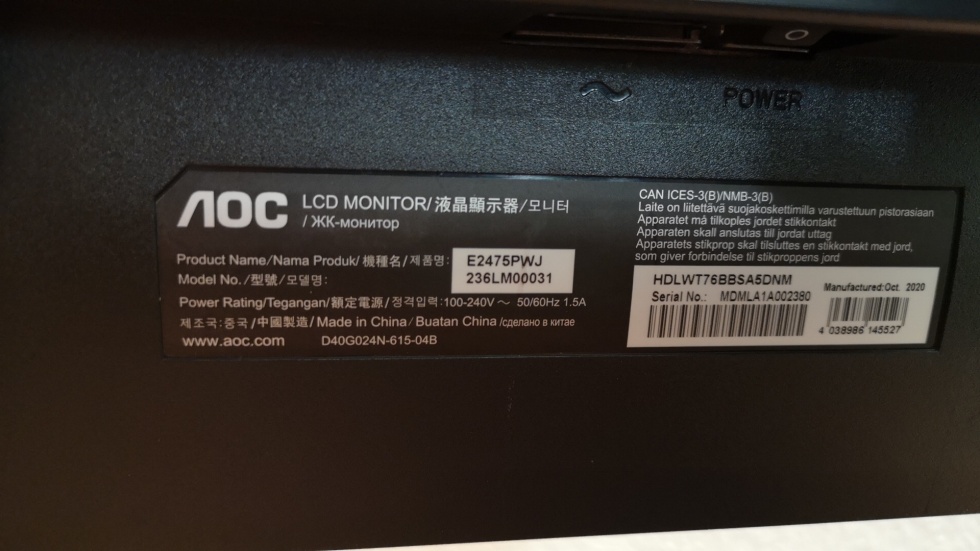 POWER
AOC LCD MONITOR/液晶顯示器/모니터
/ ЖК-монитор
Product Name/Nama Produk/機種名/제품명: E2475PWJ
Model No./型號/모델명: 236LM00031
Power Rating/Tegangan/額定電源/정격입력:100-240V ~ 50/60Hz 1.5A
제조국:중국/中國製造/Made in China/Buatan China /сделано в китае
www.aoc.com D40G024N-615-04B
CAN ICES-3(B)/NMB-3(B)
Laite on liitettävä suojakoskettimilla varustettuun pistorasiaan
Apparatet må tilkoples jordet stikkontakt
Apparaten skall anslutas till jordat uttag
Apparatets stikprop skal tilsluttes en stikkontakt med jord,
som giver forbindelse til stikproppens jord
HDLWT76BBSA5DNM
Serial No.: MDMLA1A002380
Manufactured:Oct. 2020
4 038986 145527